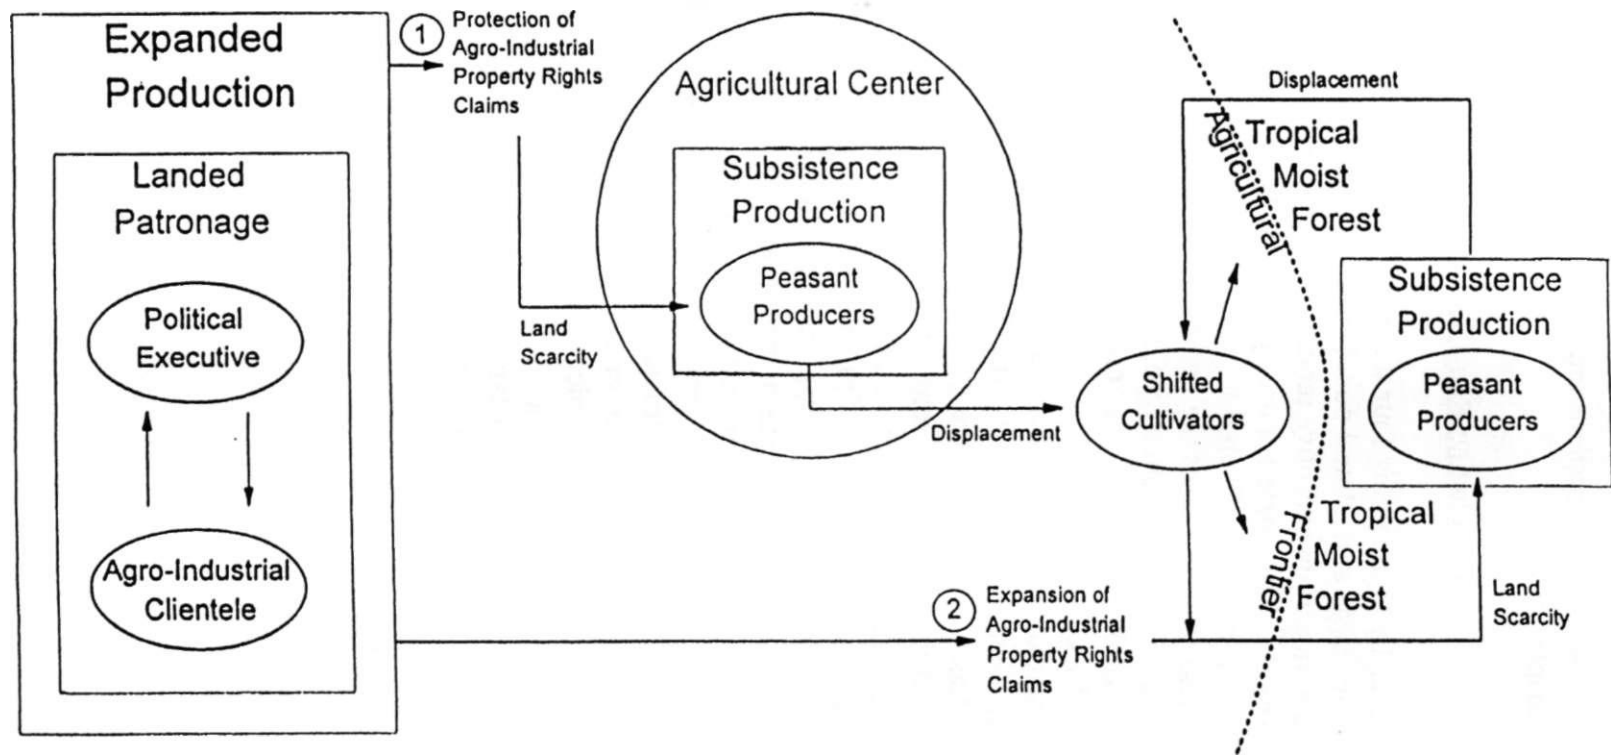 Expanded
Production
Landed
Patronage
Political
Executive
Agro-Industrial
Clientele
1
Protection of
Agro-Industrial
Property Rights
Claims
Land
Scarcity
Agricultural Center
Subsistence
Production
Peasant
Producers
Displacement
2
Expansion of
Agro-Industrial
Property Rights
Claims
Shifted
Cultivators
Displacement
Agricultural
Frontier
Tropical
Moist
Forest
Subsistence
Production
Peasant
Producers
Tropical
Moist
Forest
Land
Scarcity